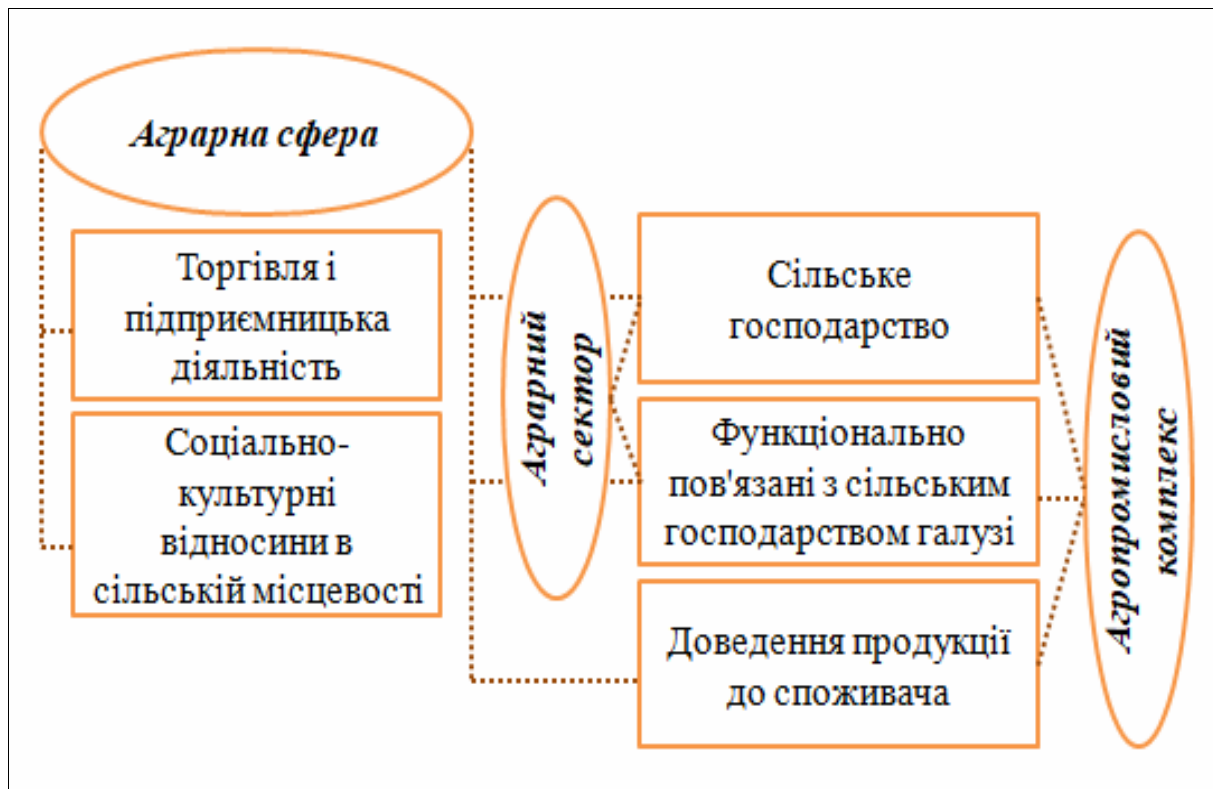 Аграрна сфера
Торгівля і
підприємницька
діяльність
Соціально-
культурні
відносини в
сільській місцевості
Аграрний
сектор
Сільське
господарство
Функціонально
пов'язані з сільським
господарством галузі
Доведення продукції
до споживача
Агропромисловий
комплекс